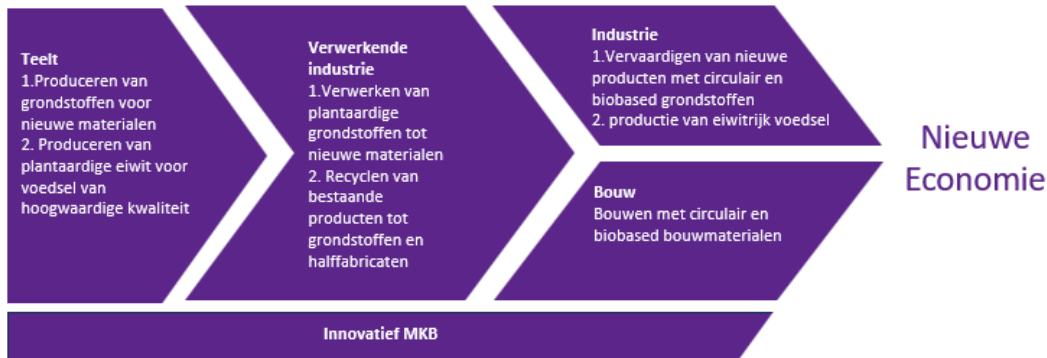 Teelt
1.Produceren van
grondstoffen voor
nieuwe materialen
2. Produceren van
plantaardige eiwit voor
voedsel van
hoogwaardige kwaliteit
Verwerkende
industrie
1.Verwerken van
plantaardige
grondstoffen tot
nieuwe materialen
2. Recyclen van
bestaande
producten tot
grondstoffen en
halffabricaten
Industrie
1.Vervaardigen van nieuwe
producten met circulair en
biobased grondstoffen
2. productie van eiwitrijk voedsel
Bouw
Bouwen met circulair en
biobased bouwmaterialen
Nieuwe
Economie
Innovatief MKB